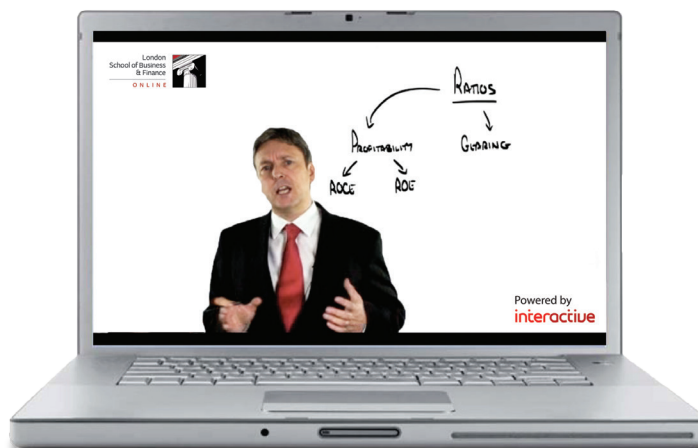 London
School of Business
& Finance
ONLINE
RATIOS
PROFITABILITY
GEARING
ROCE
ROE
Powered by
interactive